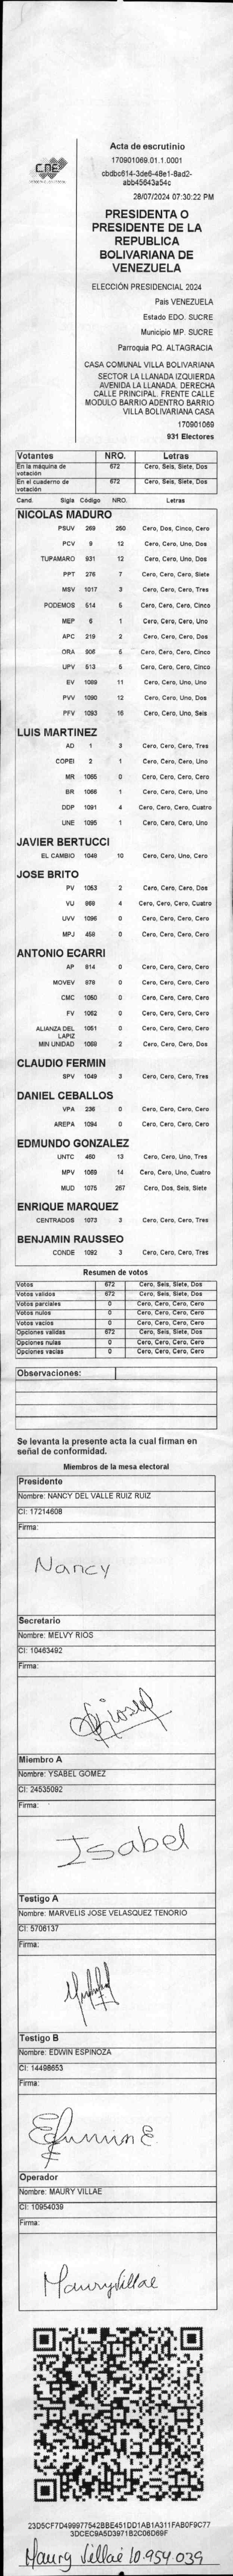 CNE
Acta de escrutinio
170901069.01.1.0001
cbdbc614-3de6-48e1-8ad2-
abb45643a54c
28/07/2024 07:30:22 PM
PRESIDENTA O
PRESIDENTE DE LA
REPUBLICA
BOLIVARIANA DE
VENEZUELA
ELECCIÓN PRESIDENCIAL 2024
Pais VENEZUELA
Estado EDO. SUCRE
Municipio MP. SUCRE
Parroquia PQ. ALTAGRACIA
CASA COMUNAL VILLA BOLIVARIANA
SECTOR LA LLANADA IZQUIERDA
AVENIDA LA LLANADA. DERECHA
CALLE PRINCIPAL. FRENTE CALLE
MODULO BARRIO ADENTRO BARRIO
VILLA BOLIVARIANA CASA
170901069
931 Electores
Votantes NRO. Letras
En la máquina de votación 672 Cero, Seis, Siete, Dos
En el cuaderno de votación 672 Cero, Seis, Siete, Dos
Cand. Sigla Código NRO. Letras
NICOLAS MADURO
PSUV 269 250 Cero, Dos, Cinco, Cero
PCV 9 12 Cero, Cero, Uno, Dos
TUPAMARO 931 12 Cero, Cero, Uno, Dos
PPT 276 7 Cero, Cero, Cero, Siete
MSV 1017 3 Cero, Cero, Cero, Tres
PODEMOS 514 5 Cero, Cero, Cero, Cinco
MEP 6 1 Cero, Cero, Cero, Uno
APC 219 2 Cero, Cero, Cero, Dos
ORA 906 5 Cero, Cero, Cero, Cinco
UPV 513 5 Cero, Cero, Cero, Cinco
EV 1089 11 Cero, Cero, Uno, Uno
PVV 1090 12 Cero, Cero, Uno, Dos
PFV 1093 16 Cero, Cero, Uno, Seis
LUIS MARTINEZ
AD 1 3 Cero, Cero, Cero, Tres
COPEI 2 1 Cero, Cero, Cero, Uno
MR 1065 0 Cero, Cero, Cero, Cero
BR 1066 1 Cero, Cero, Cero, Uno
DDP 1091 4 Cero, Cero, Cero, Cuatro
UNE 1095 1 Cero, Cero, Cero, Uno
JAVIER BERTUCCI
EL CAMBIO 1048 10 Cero, Cero, Uno, Cero
JOSE BRITO
PV 1053 2 Cero, Cero, Cero, Dos
VU 868 4 Cero, Cero, Cero, Cuatro
UVV 1096 0 Cero, Cero, Cero, Cero
MPJ 458 0 Cero, Cero, Cero, Cero
ANTONIO ECARRI
AP 814 0 Cero, Cero, Cero, Cero
MOVEV 878 0 Cero, Cero, Cero, Cero
CMC 1050 0 Cero, Cero, Cero, Cero
FV 1052 0 Cero, Cero, Cero, Cero
ALIANZA DEL LAPIZ 1051 0 Cero, Cero, Cero, Cero
MIN UNIDAD 1068 2 Cero, Cero, Cero, Dos
CLAUDIO FERMIN
SPV 1049 3 Cero, Cero, Cero, Tres
DANIEL CEBALLOS
VPA 236 0 Cero, Cero, Cero, Cero
AREPA 1094 0 Cero, Cero, Cero, Cero
EDMUNDO GONZALEZ
UNTC 460 13 Cero, Cero, Uno, Tres
MPV 1069 14 Cero, Cero, Uno, Cuatro
MUD 1075 267 Cero, Dos, Seis, Siete
ENRIQUE MARQUEZ
CENTRADOS 1073 3 Cero, Cero, Cero, Tres
BENJAMIN RAUSSEO
CONDE 1092 3 Cero, Cero, Cero, Tres
Resumen de votos
Votos 672 Cero, Seis, Siete, Dos
Votos validos 672 Cero, Seis, Siete, Dos
Votos parciales 0 Cero, Cero, Cero, Cero
Votos nulos 0 Cero, Cero, Cero, Cero
Votos vacios 0 Cero, Cero, Cero, Cero
Opciones validas 672 Cero, Seis, Siete, Dos
Opciones nulas 0 Cero, Cero, Cero, Cero
Opciones vacias 0 Cero, Cero, Cero, Cero
Observaciones:
Se levanta la presente acta la cual firman en
señal de conformidad.
Miembros de la mesa electoral
Presidente
Nombre: NANCY DEL VALLE RUIZ RUIZ
CI: 17214608
Firma:
Nancy
Secretario
Nombre: MELVY RIOS
CI: 10463492
Firma:
Miembro A
Nombre: YSABEL GOMEZ
CI: 24535092
Firma:
Isabel
Testigo A
Nombre: MARVELIS JOSE VELASQUEZ TENORIO
CI: 5706137
Firma:
Testigo B
Nombre: EDWIN ESPINOZA
CI: 14498653
Firma:
Operador
Nombre: MAURY VILLAE
CI: 10954039
Firma:
Maury Villae
23D5CF7D499977542BBE451DD1AB1A311FAB0F9C77
3DCEC9A5D3971B2C06D69F
Maury Villae 10.954.039